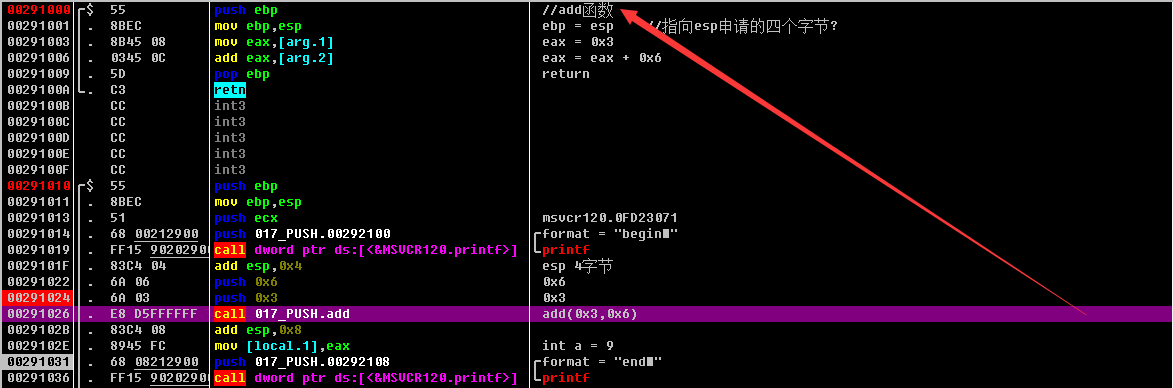 00291000 $ 55 push ebp //add函数
00291001 . 8BEC mov ebp,esp ebp = esp //指向esp申请的四个字节?
00291003 . 8B45 08 mov eax,[arg.1] eax = 0x3
00291006 . 0345 0C add eax,[arg.2] eax = eax + 0x6
00291009 . 5D pop ebp return
0029100A . C3 retn
0029100B CC int3
0029100C CC int3
0029100D CC int3
0029100E CC int3
0029100F CC int3
00291010 $ 55 push ebp
00291011 . 8BEC mov ebp,esp
00291013 . 51 push ecx msvcr120.0FD23071
00291014 . 68 00212900 push 017_PUSH.00292100 format = "begin"
00291019 . FF15 90202900 call dword ptr ds:[<&MSVCR120.printf>] printf
0029101F . 83C4 04 add esp,0x4 esp 4字节
00291022 . 6A 06 push 0x6 0x6
00291024 . 6A 03 push 0x3 0x3
00291026 . E8 D5FFFFFF call 017_PUSH.add add(0x3,0x6)
0029102B . 83C4 08 add esp,0x8
0029102E . 8945 FC mov [local.1],eax int a = 9
00291031 . 68 08212900 push 017_PUSH.00292108 format = "end"
00291036 . FF15 90202900 call dword ptr ds:[<&MSVCR120.printf>] printf